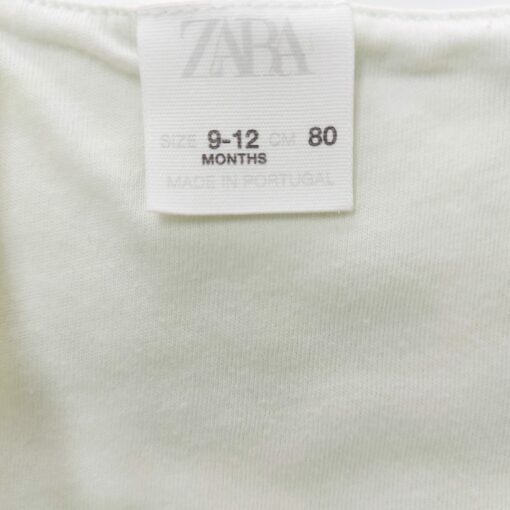 ZARA
SIZE 9-12 CM 80
MONTHS
MADE IN PORTUGAL